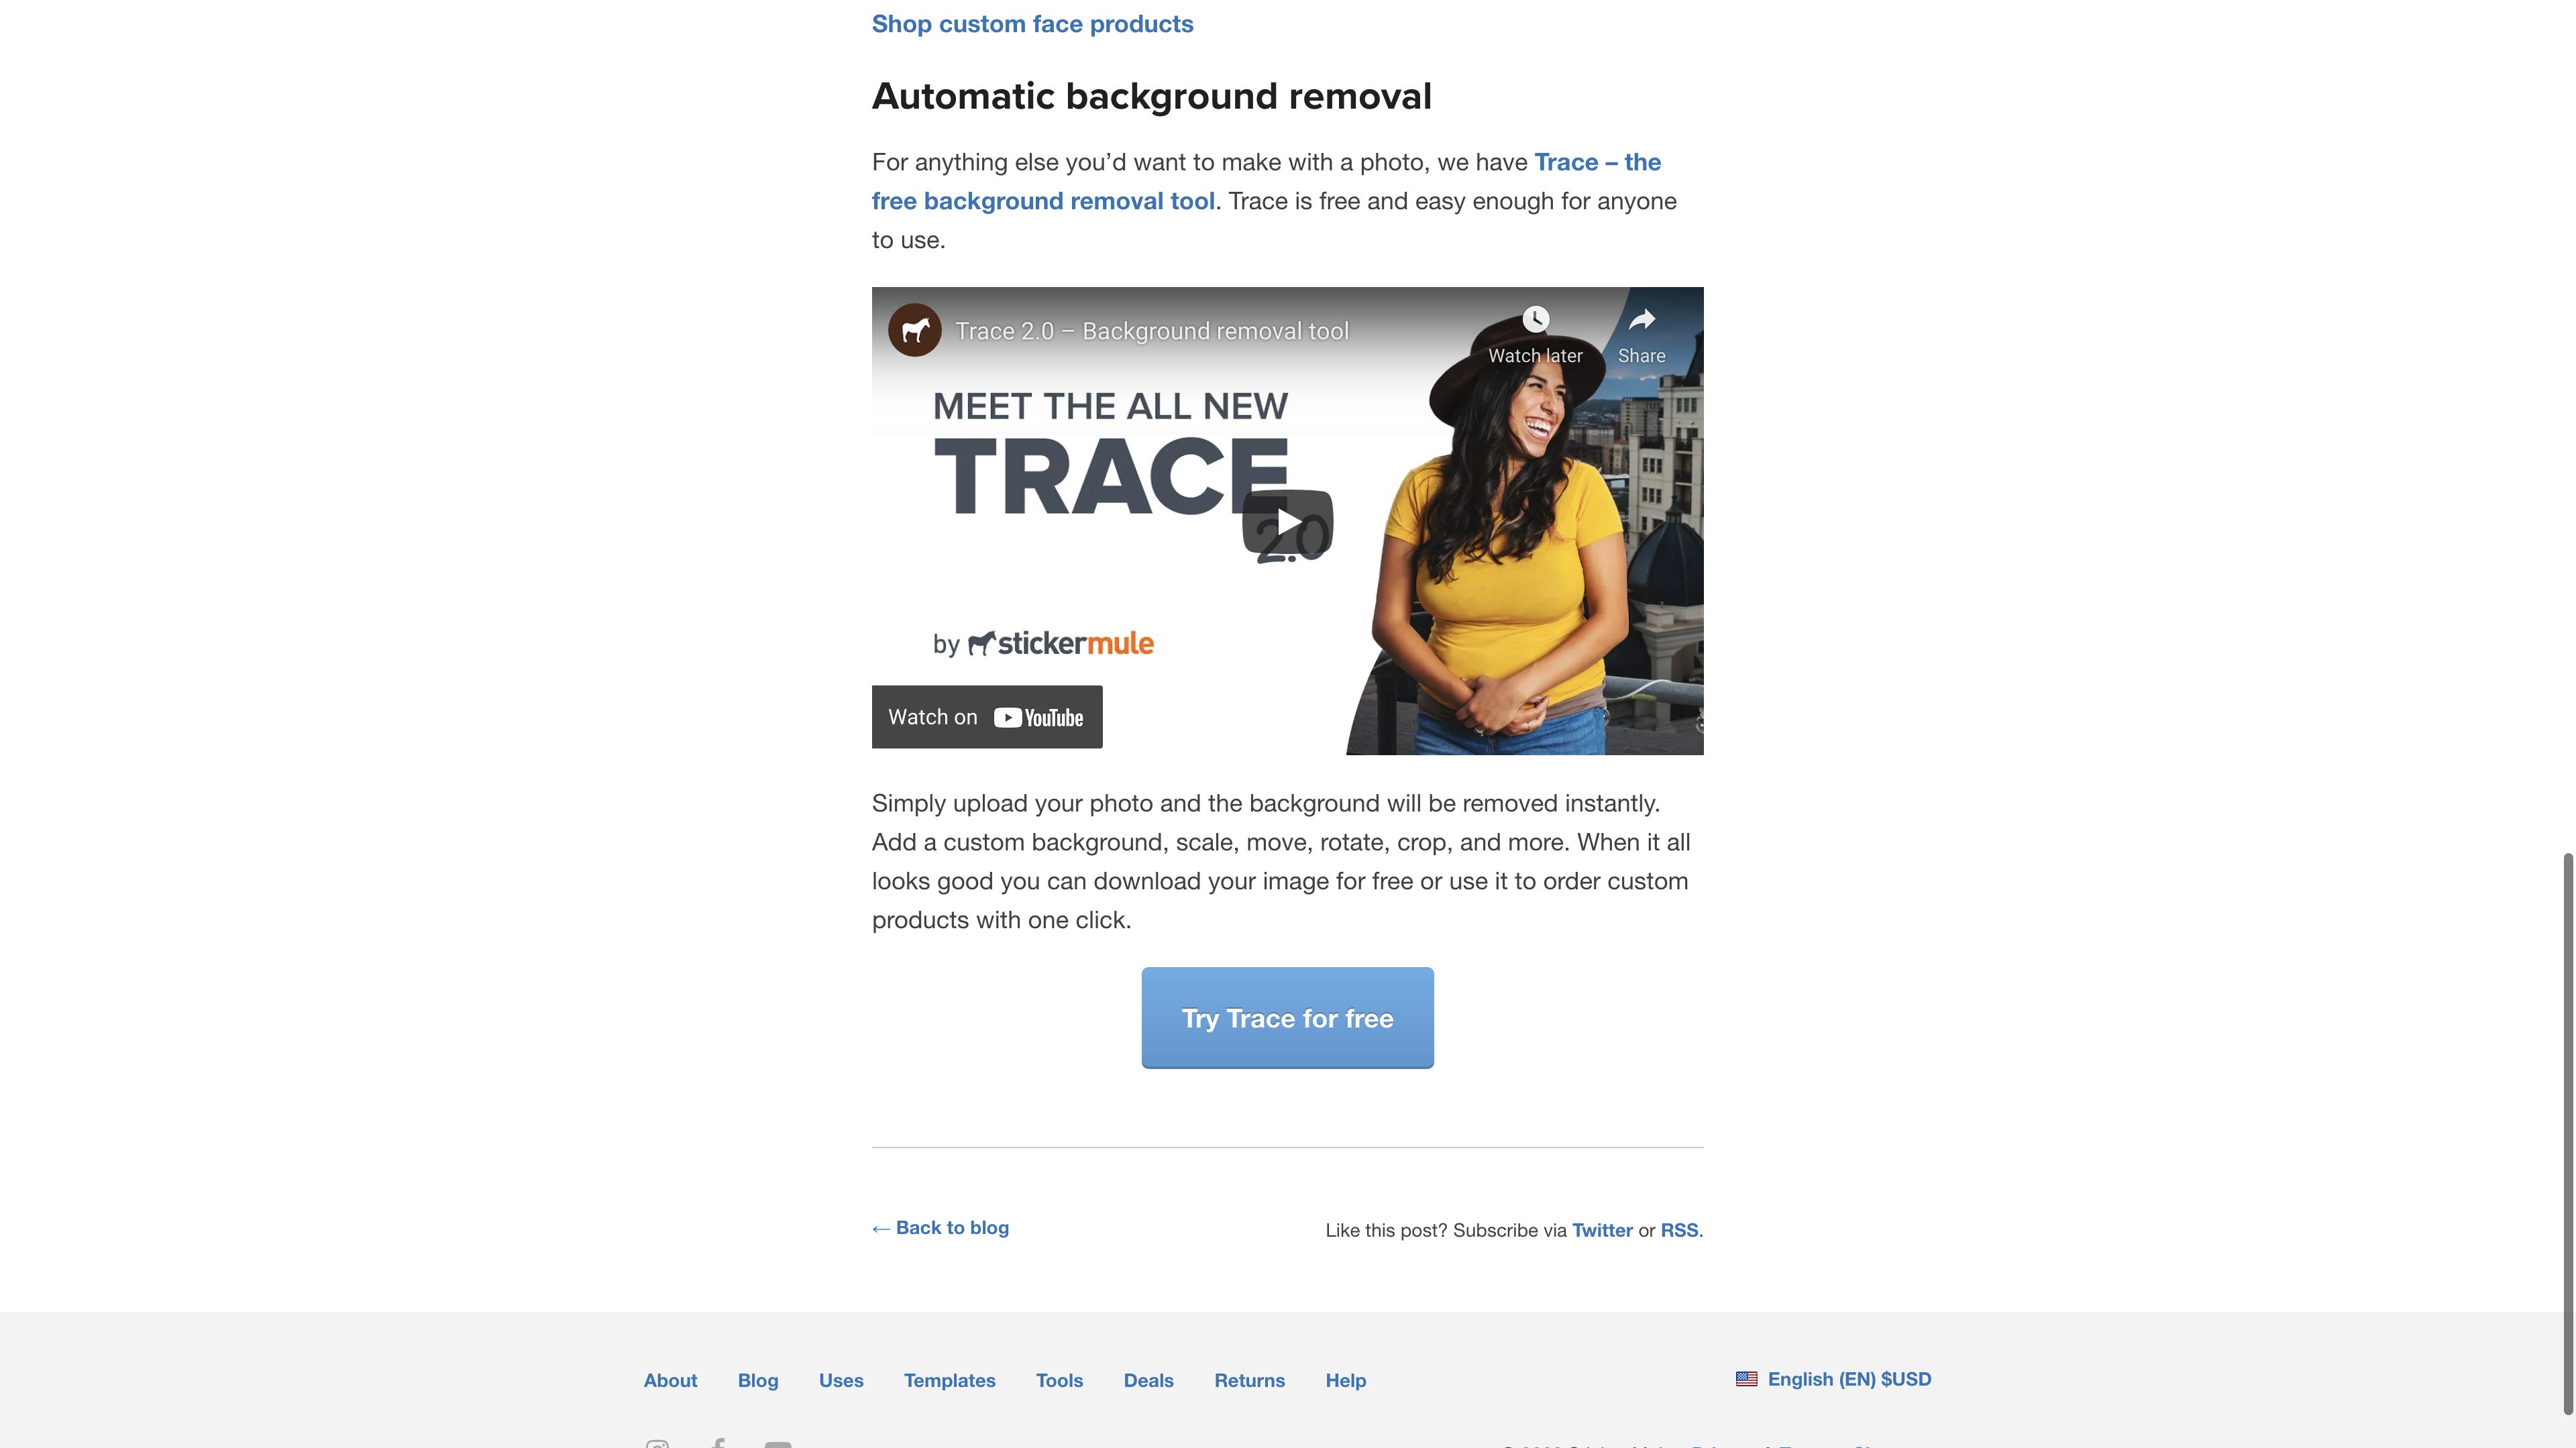 Shop custom face products
Automatic background removal
For anything else you’d want to make with a photo, we have Trace – the
free background removal tool. Trace is free and easy enough for anyone
to use.
Trace 2.0 – Background removal tool
Watch later
Share
MEET THE ALL NEW
TRACE
2.0
by stickermule
Watch on YouTube
Simply upload your photo and the background will be removed instantly.
Add a custom background, scale, move, rotate, crop, and more. When it all
looks good you can download your image for free or use it to order custom
products with one click.
Try Trace for free
← Back to blog
Like this post? Subscribe via Twitter or RSS.
About Blog Uses Templates Tools Deals Returns Help
English (EN) $USD